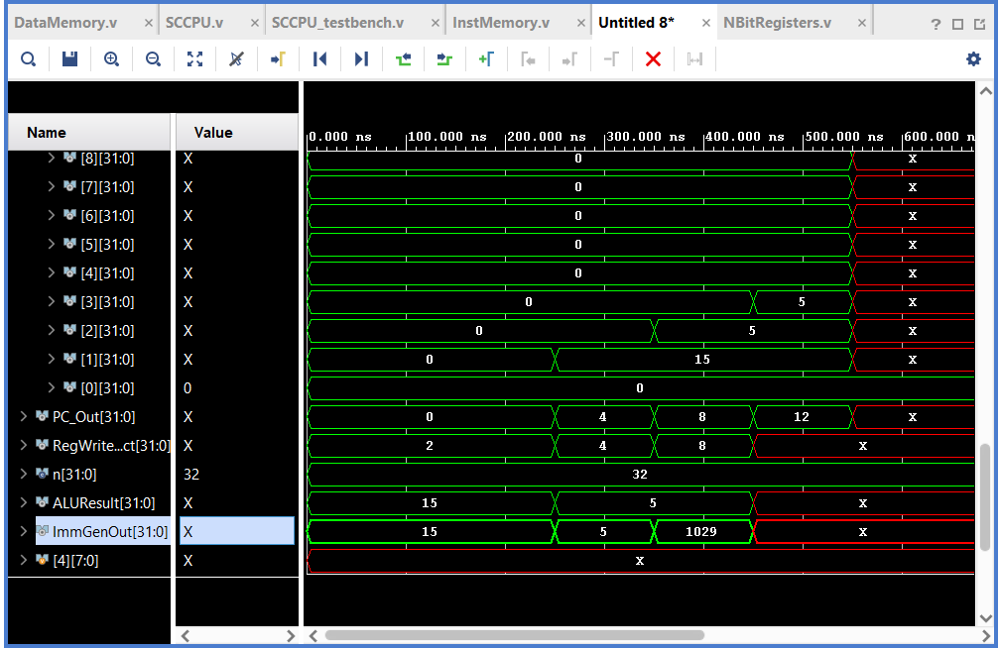 DataMemory.v × SCCPU.v × SCCPU_testbench.v × InstMemory.v × Untitled 8* × NBitRegisters.v × ?
Name Value 0.000 ns 100.000 ns 200.000 ns 300.000 ns 400.000 ns 500.000 ns 600.000 n
[8][31:0] X 0 X
[7][31:0] X 0 X
[6][31:0] X 0 X
[5][31:0] X 0 X
[4][31:0] X 0 X
[3][31:0] X 0 5 X
[2][31:0] X 0 5 X
[1][31:0] X 0 15 X
[0][31:0] 0 0
PC_Out[31:0] X 0 4 8 12 X
RegWrite...ct[31:0] X 2 4 8 X
n[31:0] 32 32
ALUResult[31:0] X 15 5 X
ImmGenOut[31:0] X 15 5 1029 X
[4][7:0] X X